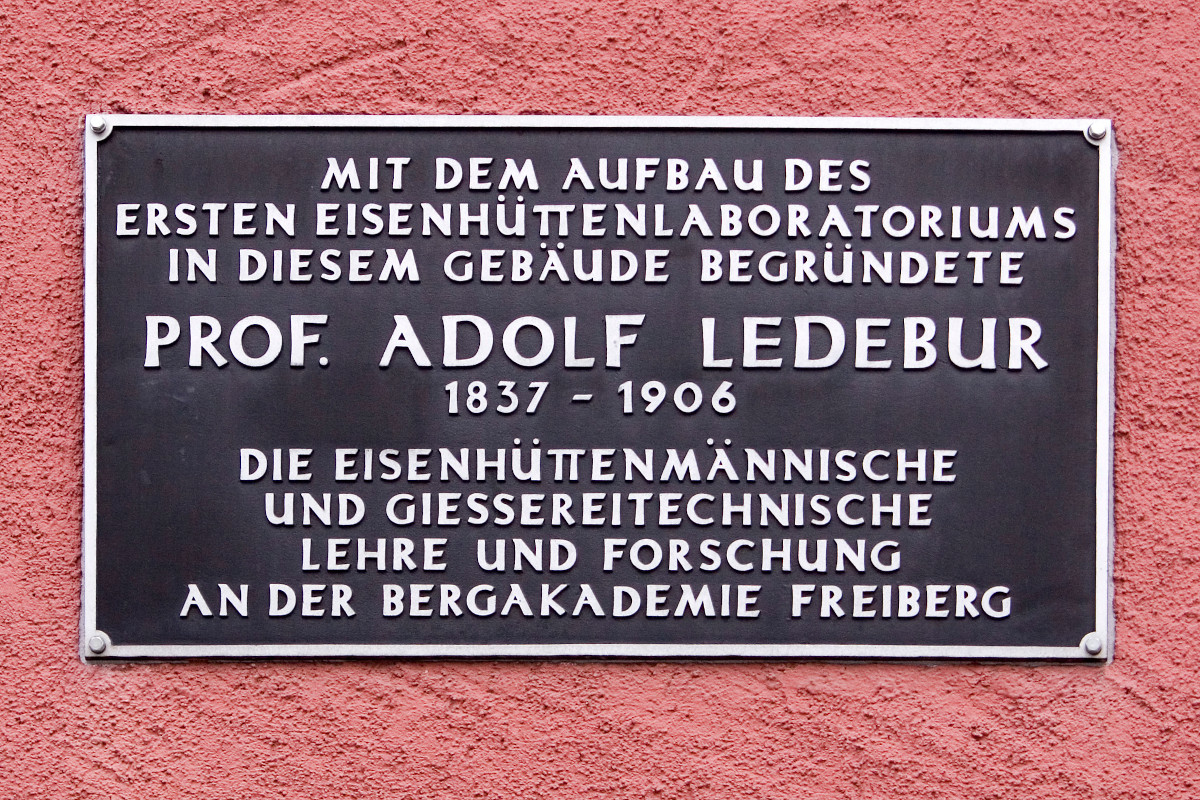 MIT DEM AUFBAU DES
ERSTEN EISENHÜTTENLABORATORIUMS
IN DIESEM GEBÄUDE BEGRÜNDETE
PROF. ADOLF LEDEBUR
1837 - 1906
DIE EISENHÜTTENMÄNNISCHE
UND GIESSEREITECHNISCHE
LEHRE UND FORSCHUNG
AN DER BERGAKADEMIE FREIBERG